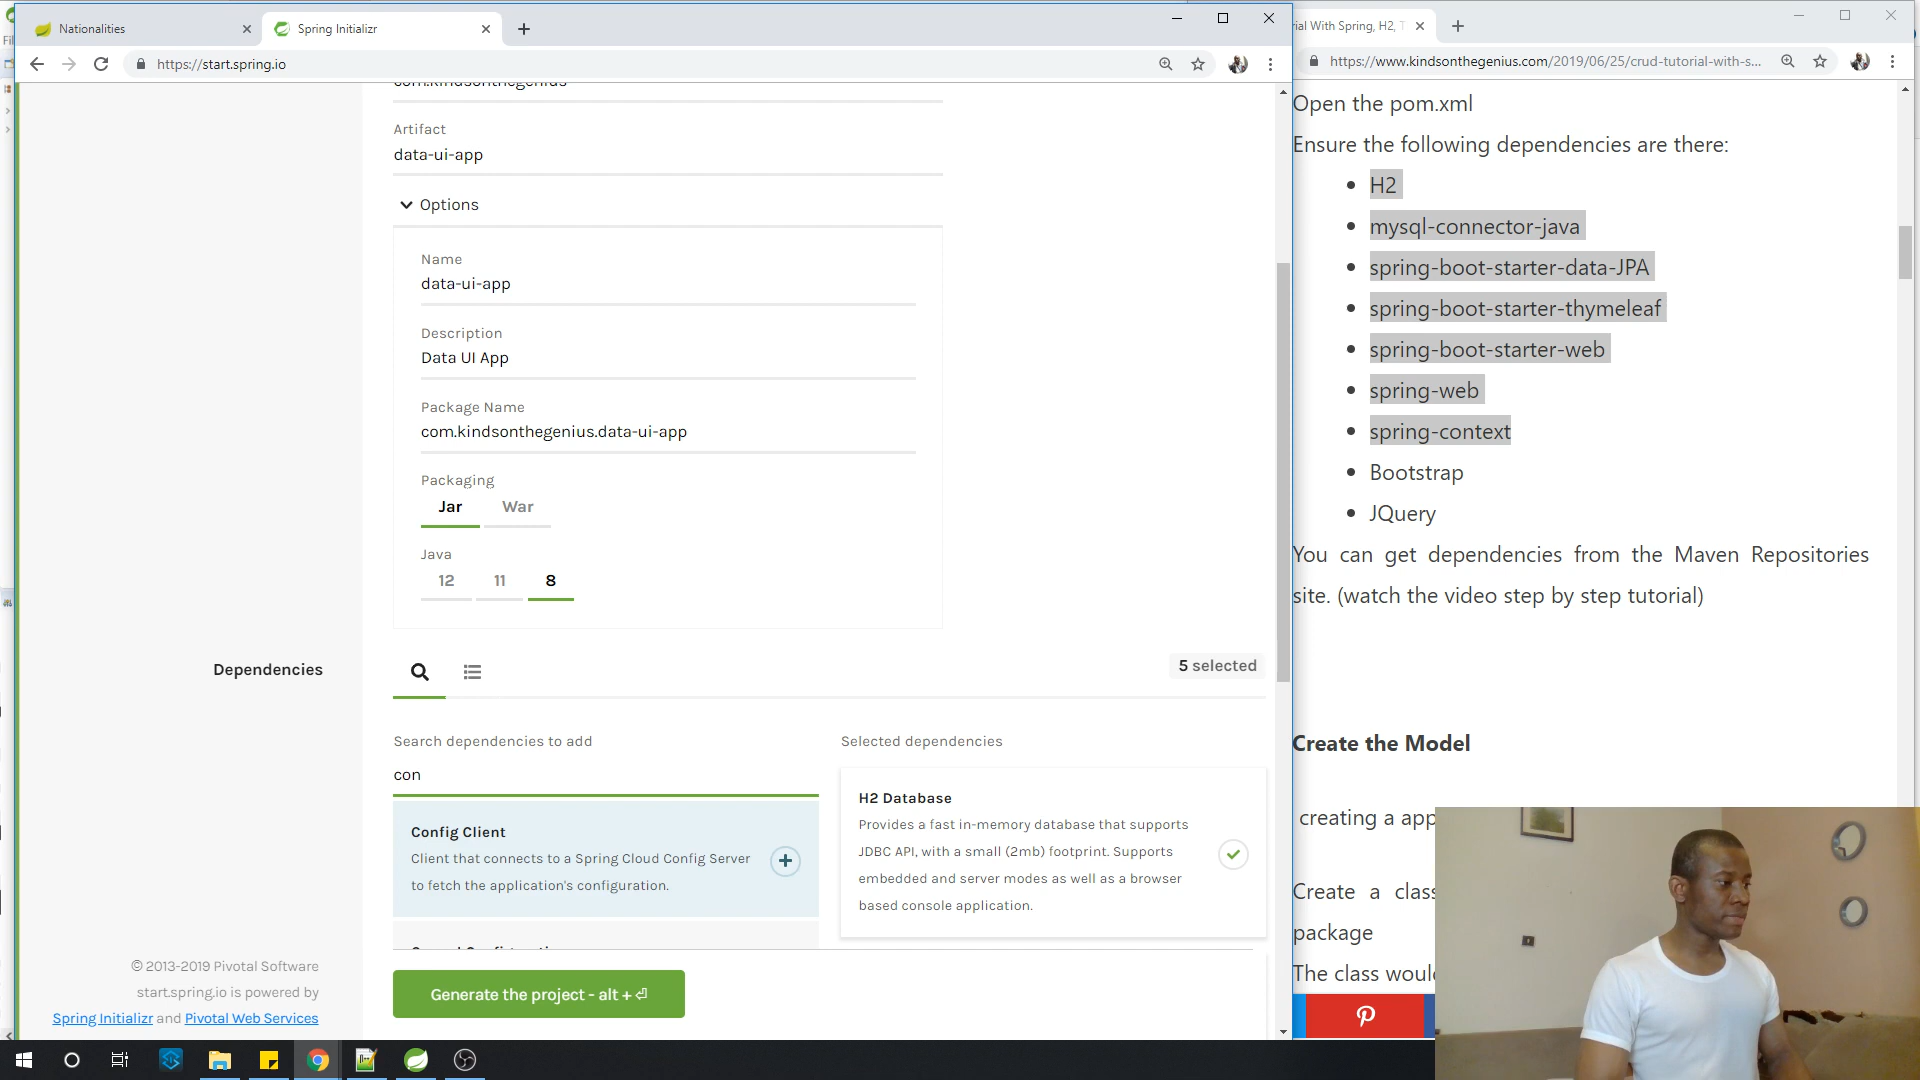 Nationalities
Spring Initializr
https://start.spring.io
com.kindsonthegenius
Artifact
data-ui-app
Options
Name
data-ui-app
Description
Data UI App
Package Name
com.kindsonthegenius.data-ui-app
Packaging
Jar War
Java
12 11 8
Dependencies
5 selected
Search dependencies to add
con
Config Client
Client that connects to a Spring Cloud Config Server
to fetch the application's configuration.
Selected dependencies
H2 Database
Provides a fast in-memory database that supports
JDBC API, with a small (2mb) footprint. Supports
embedded and server modes as well as a browser
based console application.
Generate the project - alt + ⏎
© 2013-2019 Pivotal Software
start.spring.io is powered by
Spring Initializr and Pivotal Web Services
rial With Spring, H2, T
https://www.kindsonthegenius.com/2019/06/25/crud-tutorial-with-s...
Open the pom.xml
Ensure the following dependencies are there:
H2
mysql-connector-java
spring-boot-starter-data-JPA
spring-boot-starter-thymeleaf
spring-boot-starter-web
spring-web
spring-context
Bootstrap
JQuery
You can get dependencies from the Maven Repositories
site. (watch the video step by step tutorial)
Create the Model
creating a app
Create a class
package
The class would